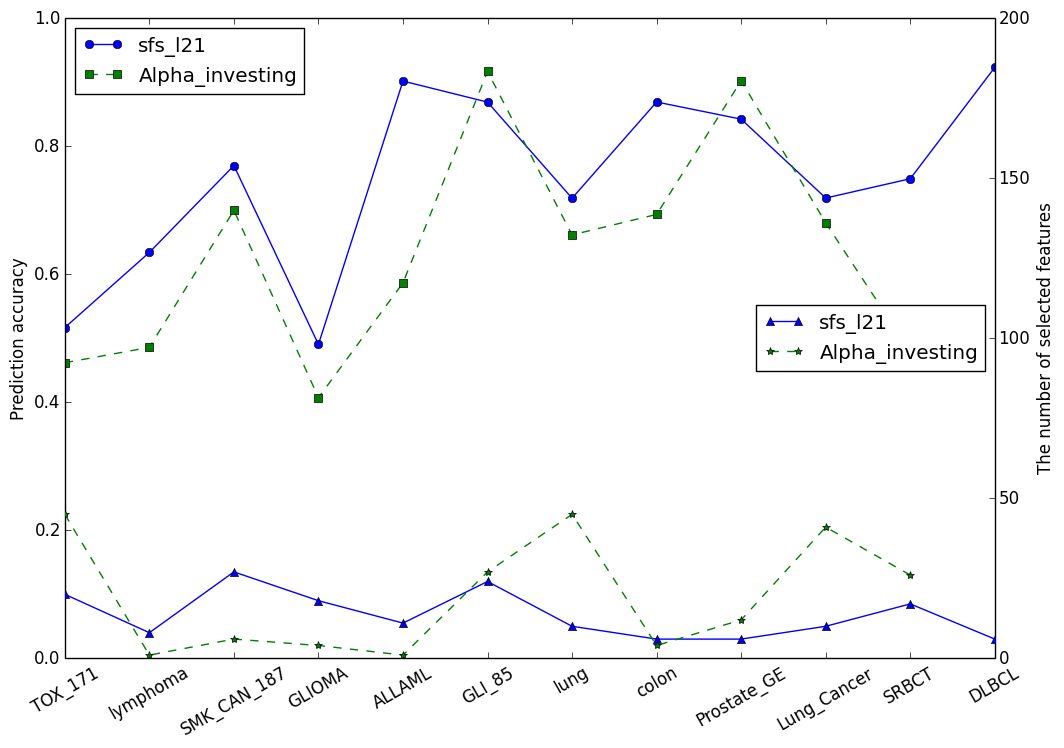 1.0
0.8
0.6
0.4
0.2
0.0
Prediction accuracy
sfs_l21
Alpha_investing
200
150
100
50
0
The number of selected features
sfs_l21
Alpha_investing
TOX_171
lymphoma
SMK_CAN_187
GLIOMA
ALLAML
GLI_85
lung
colon
Prostate_GE
Lung_Cancer
SRBCT
DLBCL